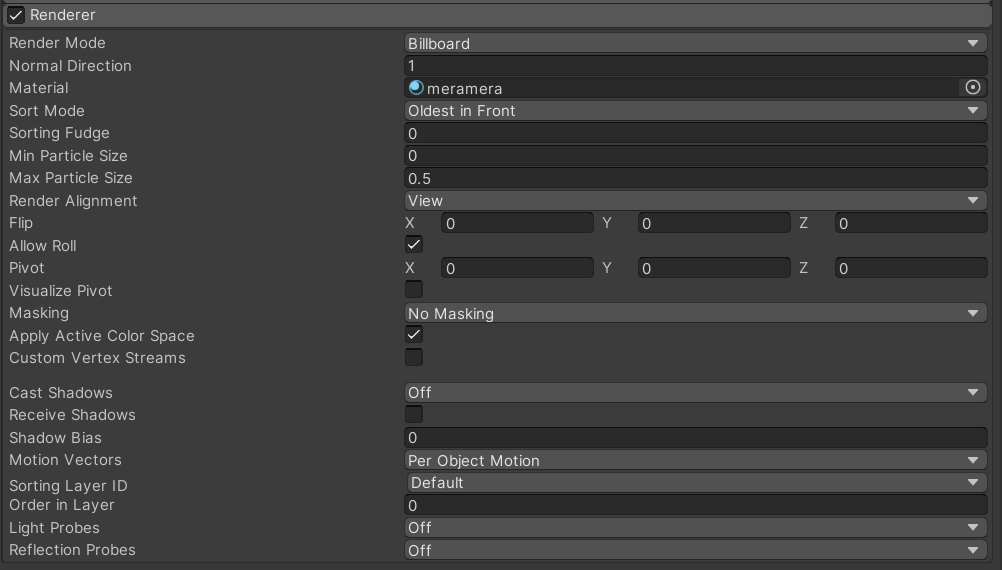 Renderer
Render Mode Billboard
Normal Direction 1
Material meramera
Sort Mode Oldest in Front
Sorting Fudge 0
Min Particle Size 0
Max Particle Size 0.5
Render Alignment View
Flip X 0 Y 0 Z 0
Allow Roll
Pivot X 0 Y 0 Z 0
Visualize Pivot
Masking No Masking
Apply Active Color Space
Custom Vertex Streams
Cast Shadows Off
Receive Shadows
Shadow Bias 0
Motion Vectors Per Object Motion
Sorting Layer ID Default
Order in Layer 0
Light Probes Off
Reflection Probes Off